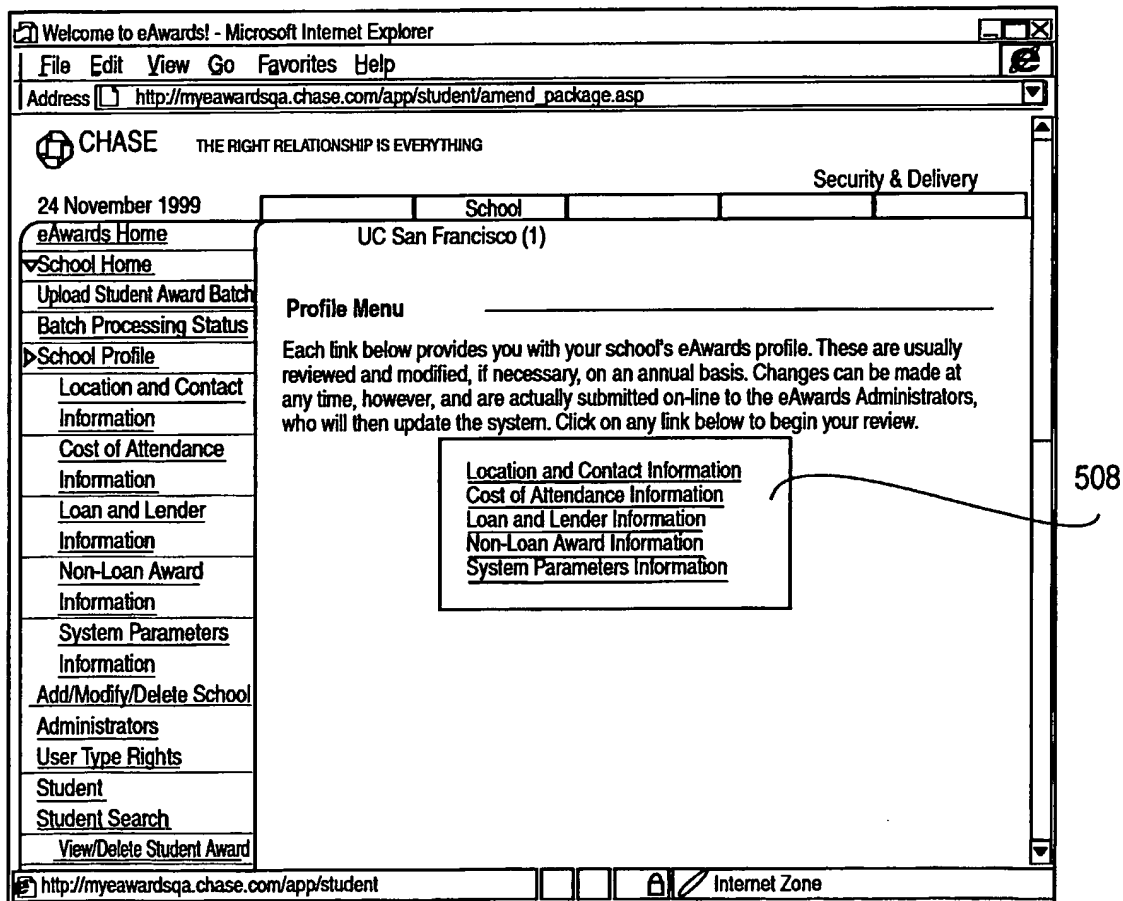 Welcome to eAwards! - Microsoft Internet Explorer
File Edit View Go Favorites Help
Address http://myeawardsqa.chase.com/app/student/amend_package.asp
CHASE THE RIGHT RELATIONSHIP IS EVERYTHING
Security & Delivery
24 November 1999
School
eAwards Home
School Home
Upload Student Award Batch
Batch Processing Status
School Profile
Location and Contact
Information
Cost of Attendance
Information
Loan and Lender
Information
Non-Loan Award
Information
System Parameters
Information
Add/Modify/Delete School
Administrators
User Type Rights
Student
Student Search
View/Delete Student Award
UC San Francisco (1)
Profile Menu
Each link below provides you with your school's eAwards profile. These are usually
reviewed and modified, if necessary, on an annual basis. Changes can be made at
any time, however, and are actually submitted on-line to the eAwards Administrators,
who will then update the system. Click on any link below to begin your review.
Location and Contact Information
Cost of Attendance Information
Loan and Lender Information
Non-Loan Award Information
System Parameters Information
508
http://myeawardsqa.chase.com/app/student
Internet Zone